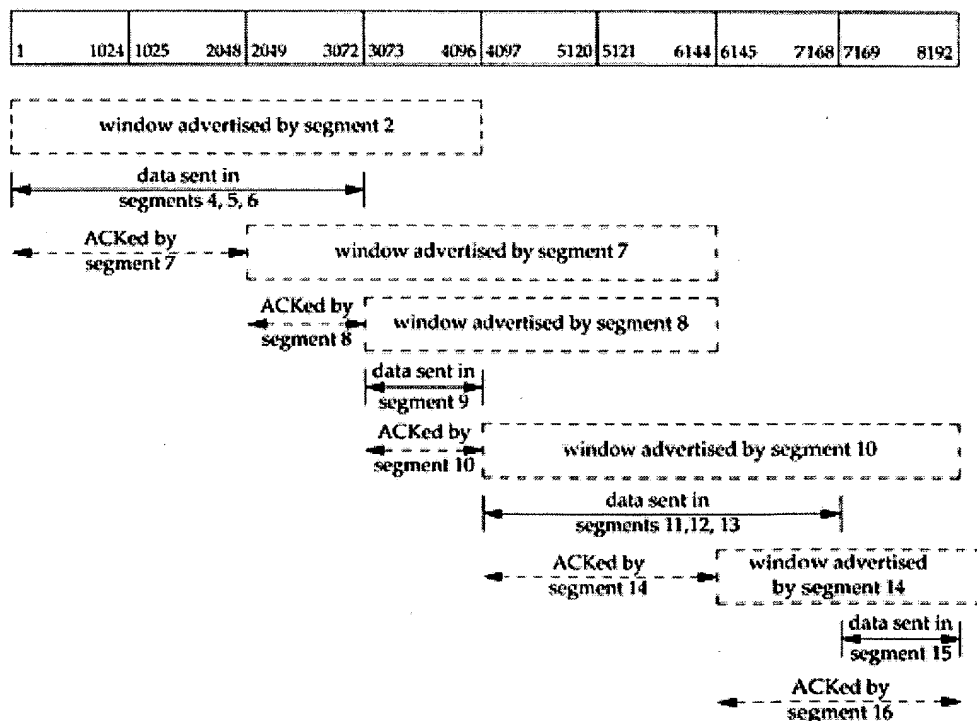 1 1024 1025 2048 2049 3072 3073 4096 4097 5120 5121 6144 6145 7168 7169 8192
window advertised by segment 2
data sent in
segments 4, 5, 6
ACKed by
segment 7
window advertised by segment 7
ACKed by
segment 8
window advertised by segment 8
data sent in
segment 9
ACKed by
segment 10
window advertised by segment 10
data sent in
segments 11,12, 13
ACKed by
segment 14
window advertised
by segment 14
data sent in
segment 15
ACKed by
segment 16